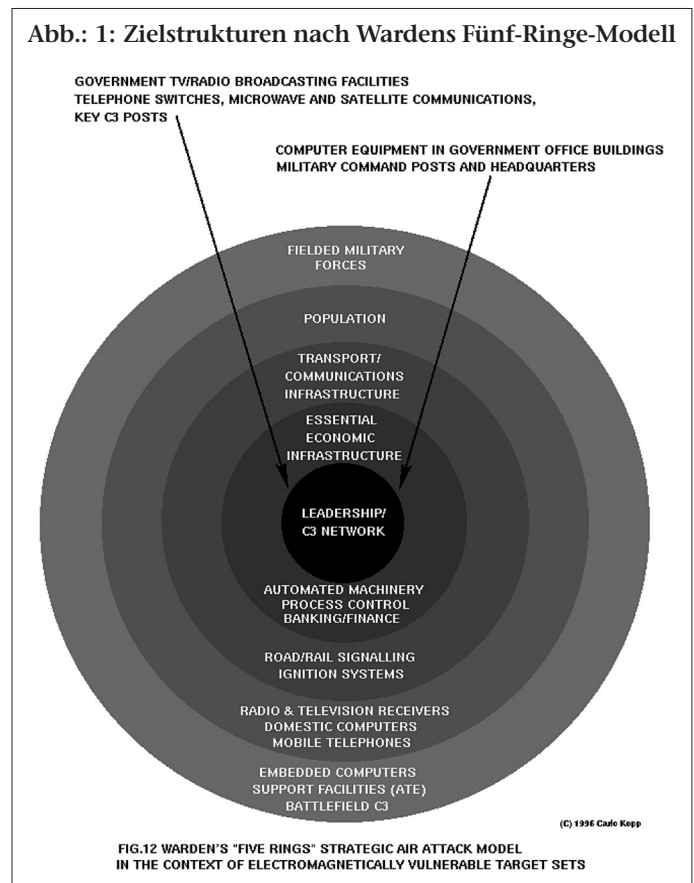 Abb.: 1: Zielstrukturen nach Wardens Fünf-Ringe-Modell
GOVERNMENT TV/RADIO BROADCASTING FACILITIES
TELEPHONE SWITCHES, MICROWAVE AND SATELLITE COMMUNICATIONS,
KEY C3 POSTS
COMPUTER EQUIPMENT IN GOVERNMENT OFFICE BUILDINGS
MILITARY COMMAND POSTS AND HEADQUARTERS
FIELDED MILITARY
FORCES
POPULATION
TRANSPORT/
COMMUNICATIONS
INFRASTRUCTURE
ESSENTIAL
ECONOMIC
INFRASTRUCTURE
LEADERSHIP/
C3 NETWORK
AUTOMATED MACHINERY
PROCESS CONTROL
BANKING/FINANCE
ROAD/RAIL SIGNALLING
IGNITION SYSTEMS
RADIO & TELEVISION RECEIVERS
DOMESTIC COMPUTERS
MOBILE TELEPHONES
EMBEDDED COMPUTERS
SUPPORT FACILITIES (ATE)
BATTLEFIELD C3
(C) 1996 Carlo Kopp
FIG.12 WARDEN'S "FIVE RINGS" STRATEGIC AIR ATTACK MODEL
IN THE CONTEXT OF ELECTROMAGNETICALLY VULNERABLE TARGET SETS